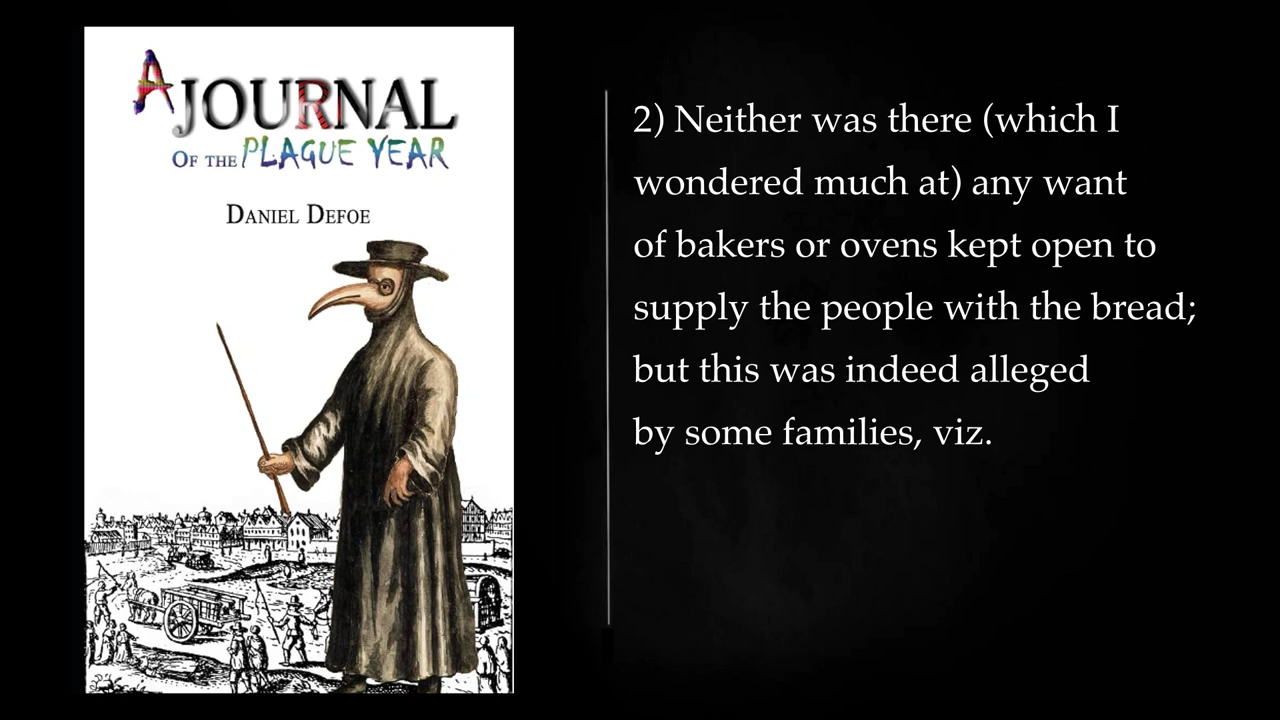 A JOURNAL
OF THE PLAGUE YEAR
DANIEL DEFOE
2) Neither was there (which I
wondered much at) any want
of bakers or ovens kept open to
supply the people with the bread;
but this was indeed alleged
by some families, viz.